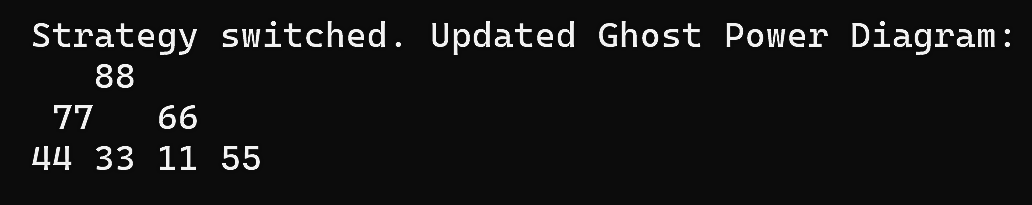 Strategy switched. Updated Ghost Power Diagram:
   88
 77   66
44 33 11 55